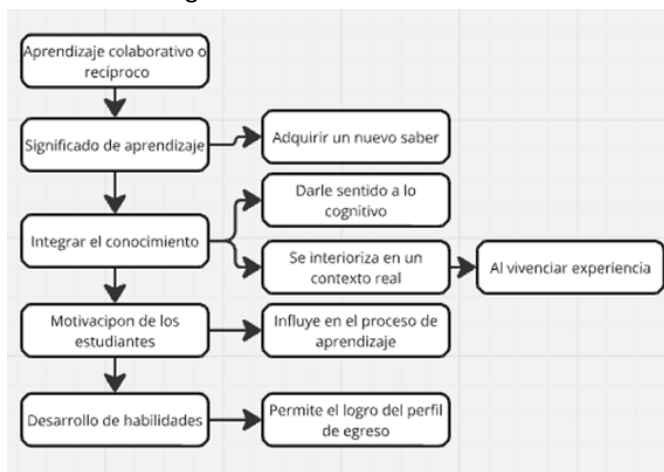 Aprendizaje colaborativo o
recíproco
Significado de aprendizaje
Adquirir un nuevo saber
Darle sentido a lo
cognitivo
Integrar el conocimiento
Se interioriza en un
contexto real
Al vivenciar experiencia
Motivacipon de los
estudiantes
Influye en el proceso de
aprendizaje
Desarrollo de habilidades
Permite el logro del perfil
de egreso